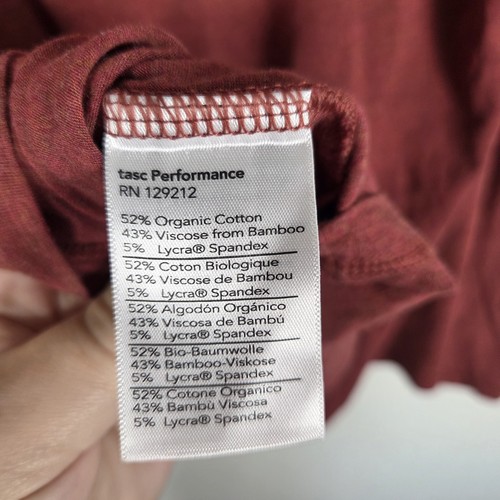 tasc Performance
RN 129212
52% Organic Cotton
43% Viscose from Bamboo
5% Lycra® Spandex
52% Coton Biologique
43% Viscose de Bambou
5% Lycra® Spandex
52% Algodón Orgánico
43% Viscosa de Bambú
5% Lycra® Spandex
52% Bio-Baumwolle
43% Bamboo-Viskose
5% Lycra® Spandex
52% Cotone Organico
43% Bambù Viscosa
5% Lycra® Spandex